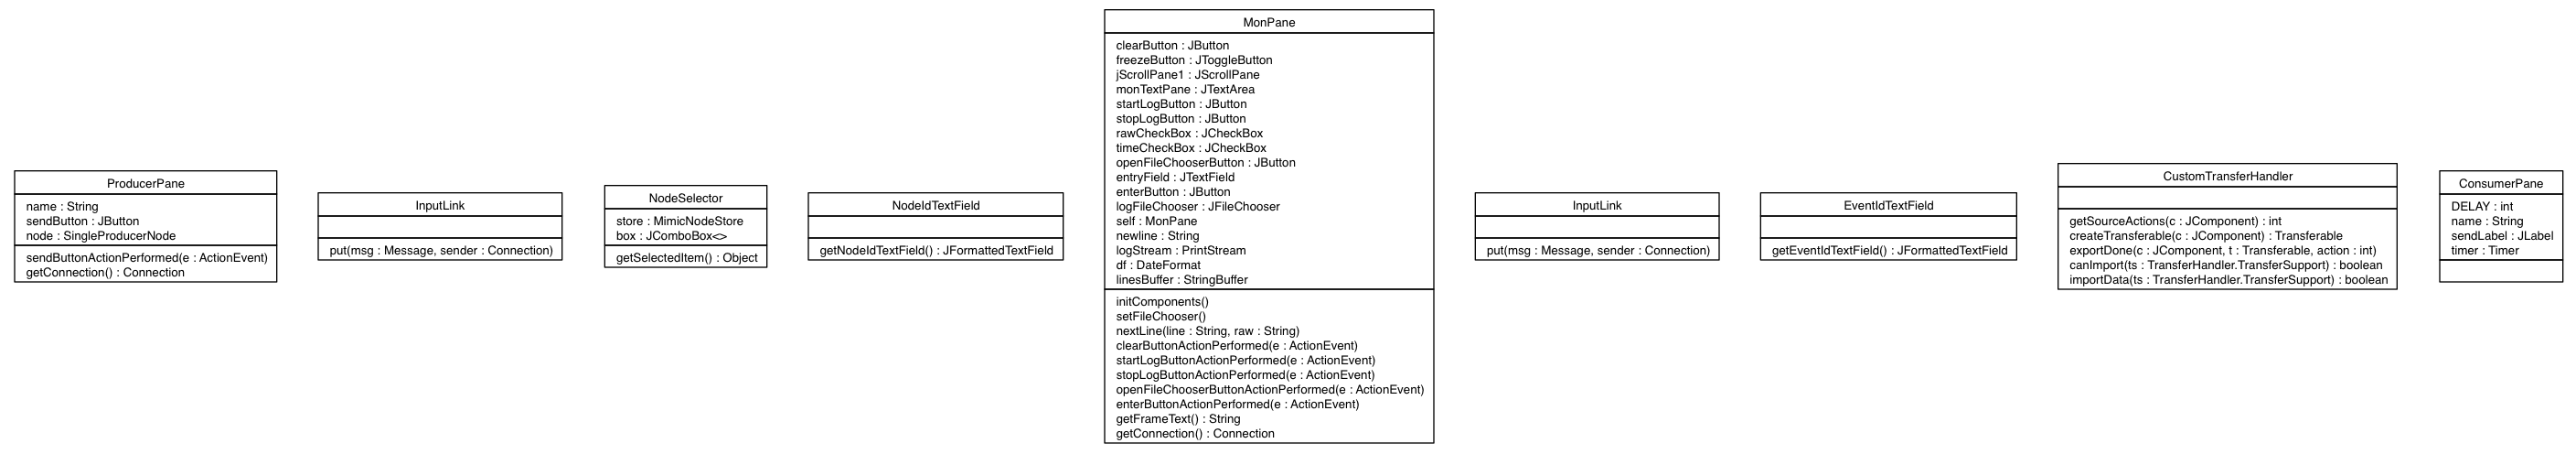 ProducerPane
name : String
sendButton : JButton
node : SingleProducerNode
sendButtonActionPerformed(e : ActionEvent)
getConnection() : Connection
InputLink
put(msg : Message, sender : Connection)
NodeSelector
store : MimicNodeStore
box : JComboBox<>
getSelectedItem() : Object
NodeIdTextField
getNodeIdTextField() : JFormattedTextField
MonPane
clearButton : JButton
freezeButton : JToggleButton
jScrollPane1 : JScrollPane
monTextPane : JTextArea
startLogButton : JButton
stopLogButton : JButton
rawCheckBox : JCheckBox
timeCheckBox : JCheckBox
openFileChooserButton : JButton
entryField : JTextField
enterButton : JButton
logFileChooser : JFileChooser
self : MonPane
newline : String
logStream : PrintStream
df : DateFormat
linesBuffer : StringBuffer
initComponents()
setFileChooser()
nextLine(line : String, raw : String)
clearButtonActionPerformed(e : ActionEvent)
startLogButtonActionPerformed(e : ActionEvent)
stopLogButtonActionPerformed(e : ActionEvent)
openFileChooserButtonActionPerformed(e : ActionEvent)
enterButtonActionPerformed(e : ActionEvent)
getFrameText() : String
getConnection() : Connection
InputLink
put(msg : Message, sender : Connection)
EventIdTextField
getEventIdTextField() : JFormattedTextField
CustomTransferHandler
getSourceActions(c : JComponent) : int
createTransferable(c : JComponent) : Transferable
exportDone(c : JComponent, t : Transferable, action : int)
canImport(ts : TransferHandler.TransferSupport) : boolean
importData(ts : TransferHandler.TransferSupport) : boolean
ConsumerPane
DELAY : int
name : String
sendLabel : JLabel
timer : Timer